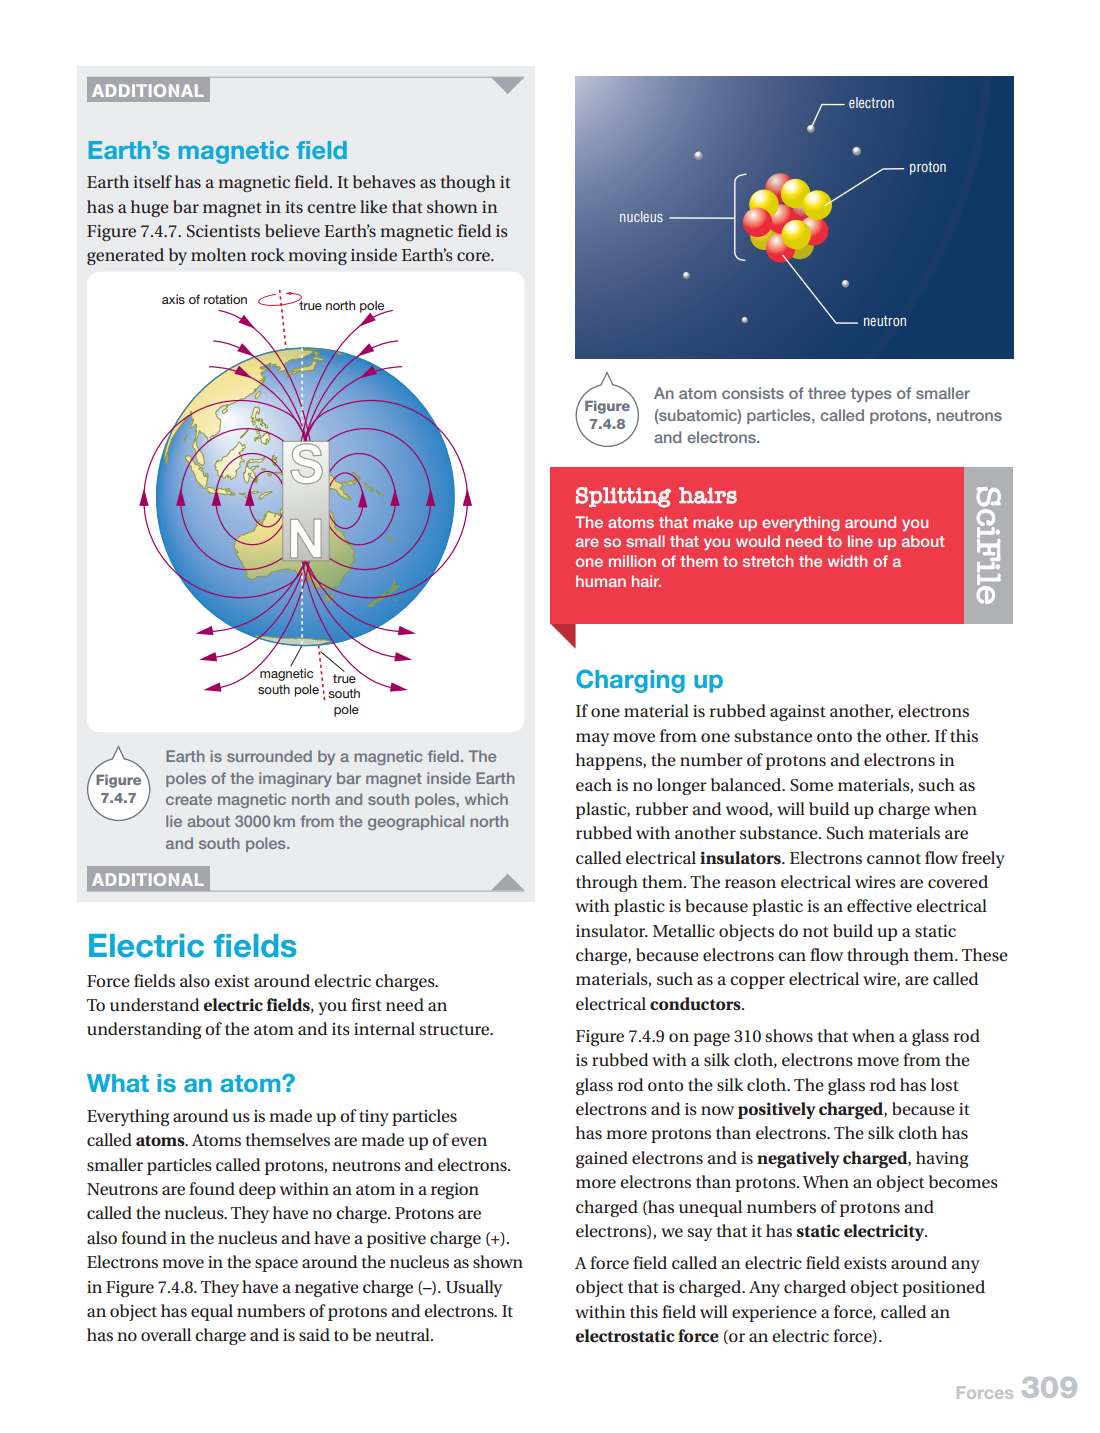 ADDITIONAL
Earth's magnetic field
Earth itself has a magnetic field. It behaves as though it
has a huge bar magnet in its centre like that shown in
Figure 7.4.7. Scientists believe Earth's magnetic field is
generated by molten rock moving inside Earth's core.
axis of rotation
true north pole
S
N
magnetic
south pole
true
south
pole
Figure
7.4.7
Earth is surrounded by a magnetic field. The
poles of the imaginary bar magnet inside Earth
create magnetic north and south poles, which
lie about 3000 km from the geographical north
and south poles.
ADDITIONAL
Electric fields
Force fields also exist around electric charges.
To understand electric fields, you first need an
understanding of the atom and its internal structure.
What is an atom?
Everything around us is made up of tiny particles
called atoms. Atoms themselves are made up of even
smaller particles called protons, neutrons and electrons.
Neutrons are found deep within an atom in a region
called the nucleus. They have no charge. Protons are
also found in the nucleus and have a positive charge (+).
Electrons move in the space around the nucleus as shown
in Figure 7.4.8. They have a negative charge (–). Usually
an object has equal numbers of protons and electrons. It
has no overall charge and is said to be neutral.
electron
proton
nucleus
neutron
Figure
7.4.8
An atom consists of three types of smaller
(subatomic) particles, called protons, neutrons
and electrons.
Splitting hairs
The atoms that make up everything around you
are so small that you would need to line up about
one million of them to stretch the width of a
human hair.
SciFile
Charging up
If one material is rubbed against another, electrons
may move from one substance onto the other. If this
happens, the number of protons and electrons in
each is no longer balanced. Some materials, such as
plastic, rubber and wood, will build up charge when
rubbed with another substance. Such materials are
called electrical insulators. Electrons cannot flow freely
through them. The reason electrical wires are covered
with plastic is because plastic is an effective electrical
insulator. Metallic objects do not build up a static
charge, because electrons can flow through them. These
materials, such as a copper electrical wire, are called
electrical conductors.
Figure 7.4.9 on page 310 shows that when a glass rod
is rubbed with a silk cloth, electrons move from the
glass rod onto the silk cloth. The glass rod has lost
electrons and is now positively charged, because it
has more protons than electrons. The silk cloth has
gained electrons and is negatively charged, having
more electrons than protons. When an object becomes
charged (has unequal numbers of protons and
electrons), we say that it has static electricity.
A force field called an electric field exists around any
object that is charged. Any charged object positioned
within this field will experience a force, called an
electrostatic force (or an electric force).
Forces 309